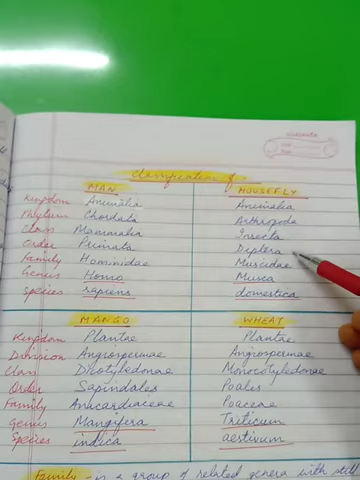 Classification of
MAN HOUSEFLY
Kingdom Animalia Animalia
Phylum Chordata Arthropoda
Class Mammalia Insecta
Order Primata Diptera
Family Hominidae Muscidae
Genus Homo Musca
Species sapiens domestica
MANGO WHEAT
Kingdom Plantae Plantae
Division Angiospermae Angiospermae
Class Dicotyledonae Monocotyledonae
Order Sapindales Poales
Family Anacardiaceae Poaceae
Genus Mangifera Triticum
Species indica aestivum
Family - is a group of related genera with still